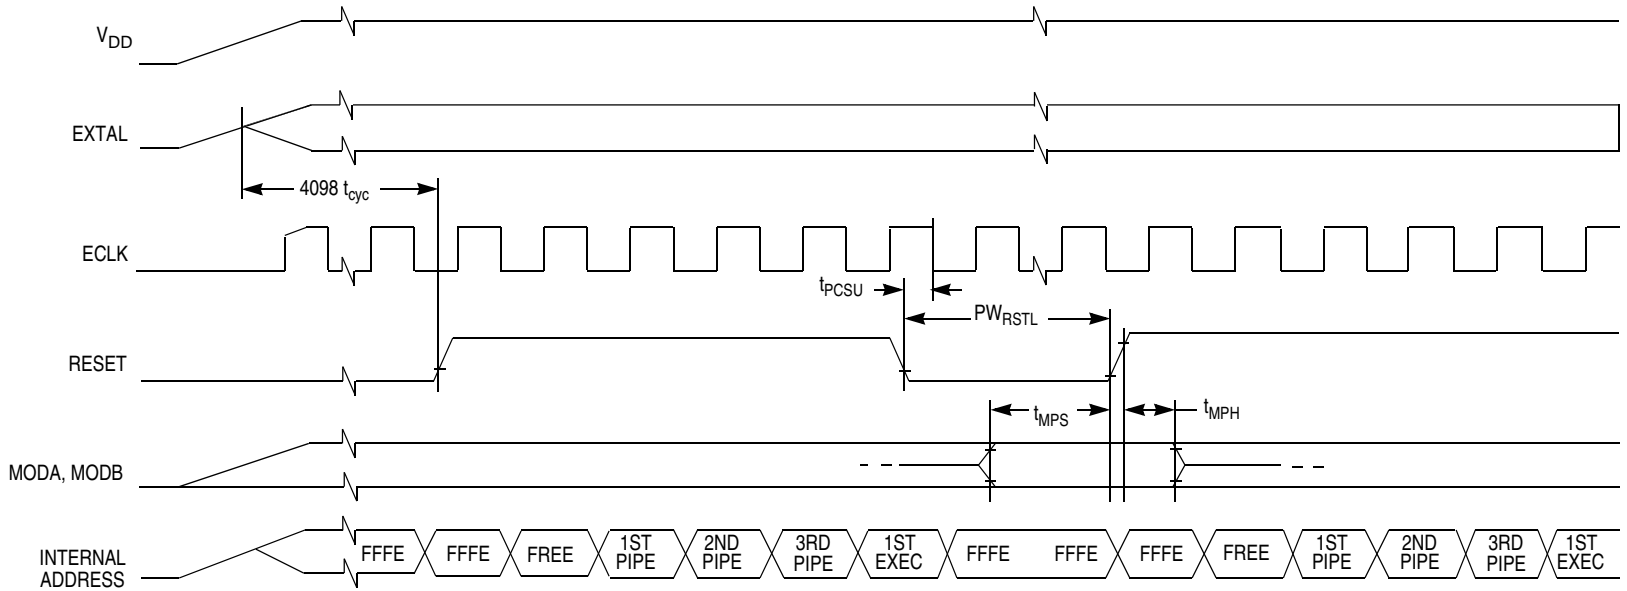 VDD
EXTAL
4098 tcyc
ECLK
tPCSU
PWRSTL
RESET
tMPS
tMPH
MODA, MODB
INTERNAL
ADDRESS
FFFE
FFFE
FREE
1ST
PIPE
2ND
PIPE
3RD
PIPE
1ST
EXEC
FFFE
FFFE
FFFE
FREE
1ST
PIPE
2ND
PIPE
3RD
PIPE
1ST
EXEC